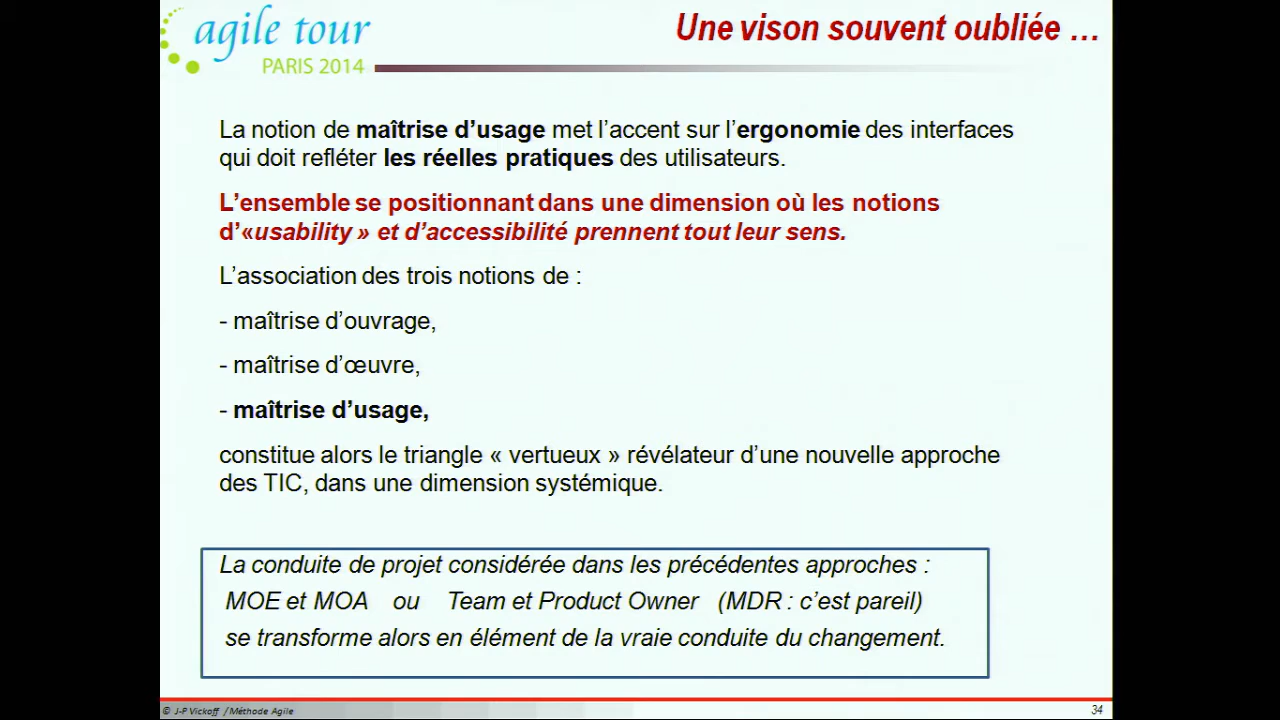 agile tour
PARIS 2014
Une vison souvent oubliée …
La notion de maîtrise d’usage met l’accent sur l’ergonomie des interfaces
qui doit refléter les réelles pratiques des utilisateurs.
L’ensemble se positionnant dans une dimension où les notions
d’«usability » et d’accessibilité prennent tout leur sens.
L’association des trois notions de :
- maîtrise d’ouvrage,
- maîtrise d’œuvre,
- maîtrise d’usage,
constitue alors le triangle « vertueux » révélateur d’une nouvelle approche
des TIC, dans une dimension systémique.
La conduite de projet considérée dans les précédentes approches :
MOE et MOA ou Team et Product Owner (MDR : c’est pareil)
se transforme alors en élément de la vraie conduite du changement.
© J-P Vickoff / Méthode Agile
34